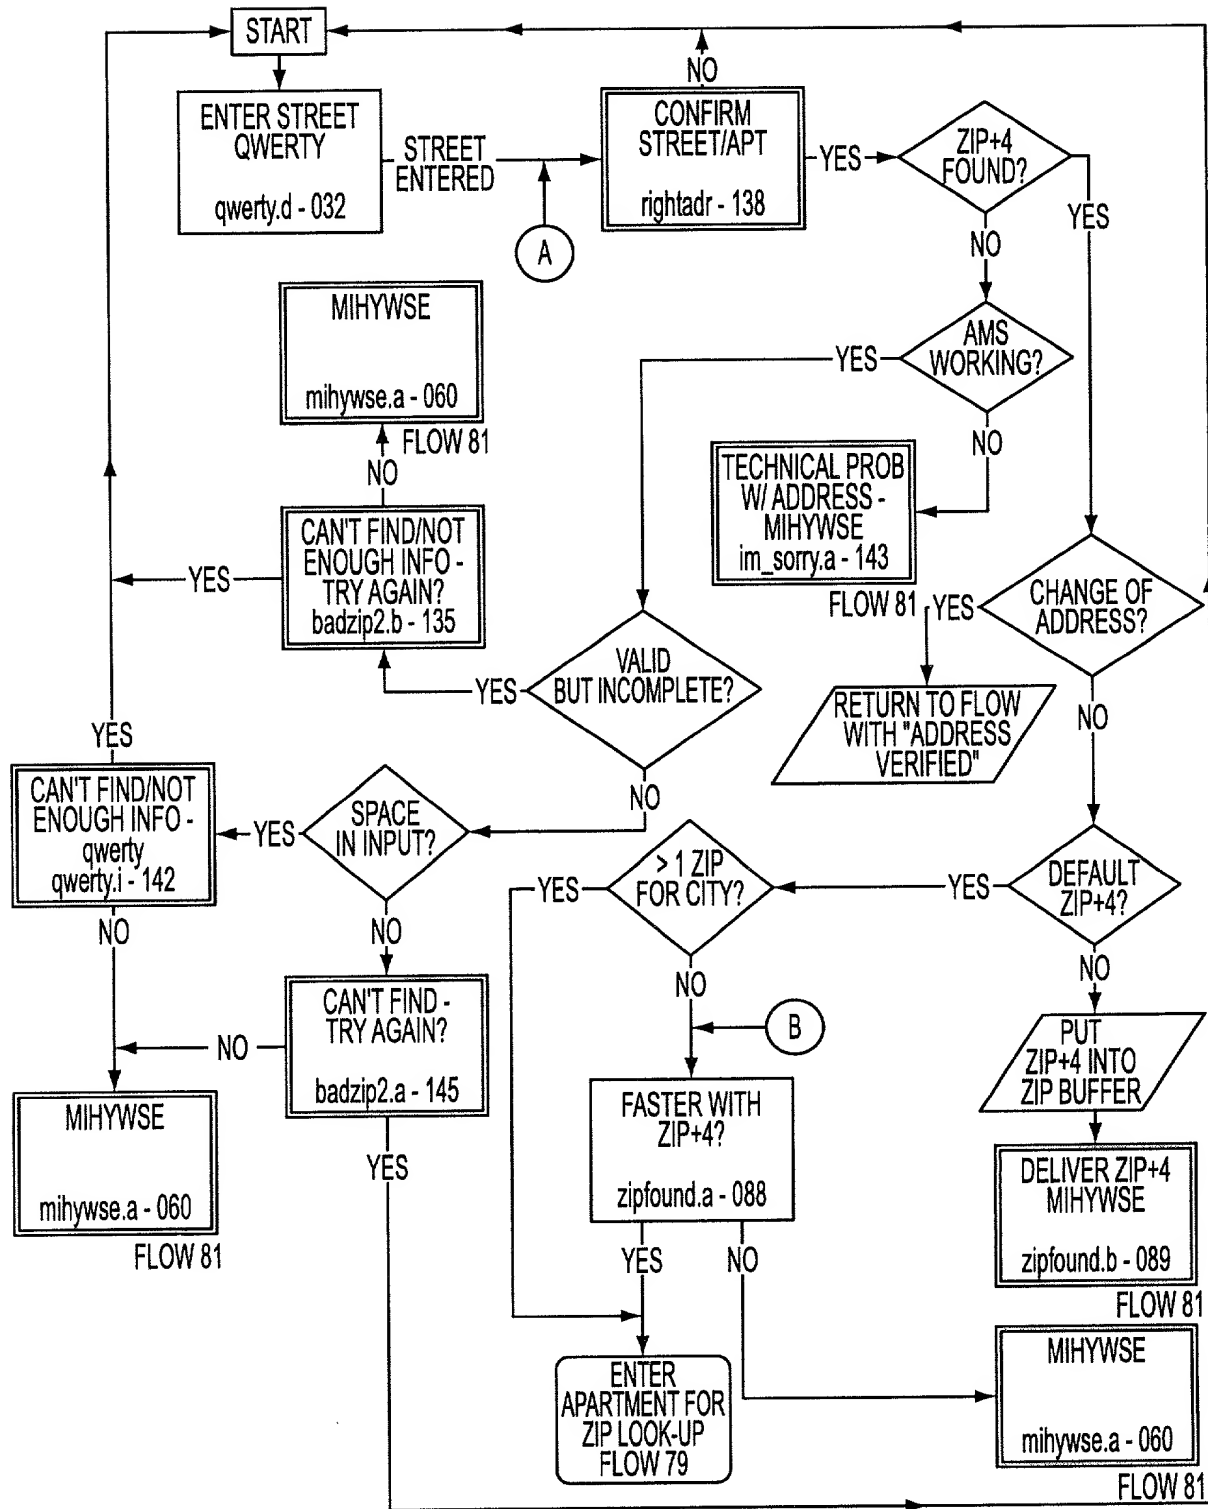 START
NO
ENTER STREET
QWERTY
qwerty.d - 032
STREET
ENTERED
A
CONFIRM
STREET/APT
rightadr - 138
YES
ZIP+4
FOUND?
YES
NO
AMS
WORKING?
YES
NO
MIHYWSE
mihywse.a - 060
FLOW 81
NO
TECHNICAL PROB
W/ ADDRESS -
MIHYWSE
im_sorry.a - 143
FLOW 81
CAN'T FIND/NOT
ENOUGH INFO -
TRY AGAIN?
badzip2.b - 135
YES
CHANGE OF
ADDRESS?
YES
NO
VALID
BUT INCOMPLETE?
YES
NO
RETURN TO FLOW
WITH "ADDRESS
VERIFIED"
YES
CAN'T FIND/NOT
ENOUGH INFO -
qwerty
qwerty.i - 142
NO
YES
SPACE
IN INPUT?
NO
YES
> 1 ZIP
FOR CITY?
NO
YES
DEFAULT
ZIP+4?
NO
CAN'T FIND -
TRY AGAIN?
badzip2.a - 145
NO
YES
B
PUT
ZIP+4 INTO
ZIP BUFFER
MIHYWSE
mihywse.a - 060
FLOW 81
FASTER WITH
ZIP+4?
zipfound.a - 088
YES
NO
DELIVER ZIP+4
MIHYWSE
zipfound.b - 089
FLOW 81
ENTER
APARTMENT FOR
ZIP LOOK-UP
FLOW 79
MIHYWSE
mihywse.a - 060
FLOW 81